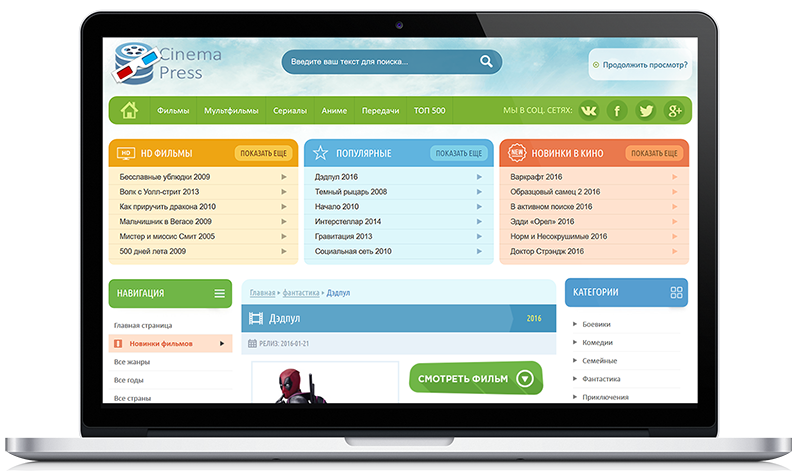 Cinema
Press
Введите ваш текст для поиска...
Продолжить просмотр?
Фильмы Мультфильмы Сериалы Аниме Передачи ТОП 500 МЫ В СОЦ. СЕТЯХ:
HD HD ФИЛЬМЫ ПОКАЗАТЬ ЕЩЕ
Бесславные ублюдки 2009
Волк с Уолл-стрит 2013
Как приручить дракона 2010
Мальчишник в Вегасе 2009
Мистер и миссис Смит 2005
500 дней лета 2009
ПОПУЛЯРНЫЕ ПОКАЗАТЬ ЕЩЕ
Дэдпул 2016
Темный рыцарь 2008
Начало 2010
Интерстеллар 2014
Гравитация 2013
Социальная сеть 2010
NEW НОВИНКИ В КИНО ПОКАЗАТЬ ЕЩЕ
Варкрафт 2016
Образцовый самец 2 2016
В активном поиске 2016
Эдди «Орел» 2016
Норм и Несокрушимые 2016
Доктор Стрэндж 2016
НАВИГАЦИЯ
Главная страница
Новинки фильмов
Все жанры
Все годы
Все страны
Главная фантастика Дэдпул
Дэдпул 2016
РЕЛИЗ: 2016-01-21
СМОТРЕТЬ ФИЛЬМ
КАТЕГОРИИ
Боевики
Комедии
Семейные
Фантастика
Приключения